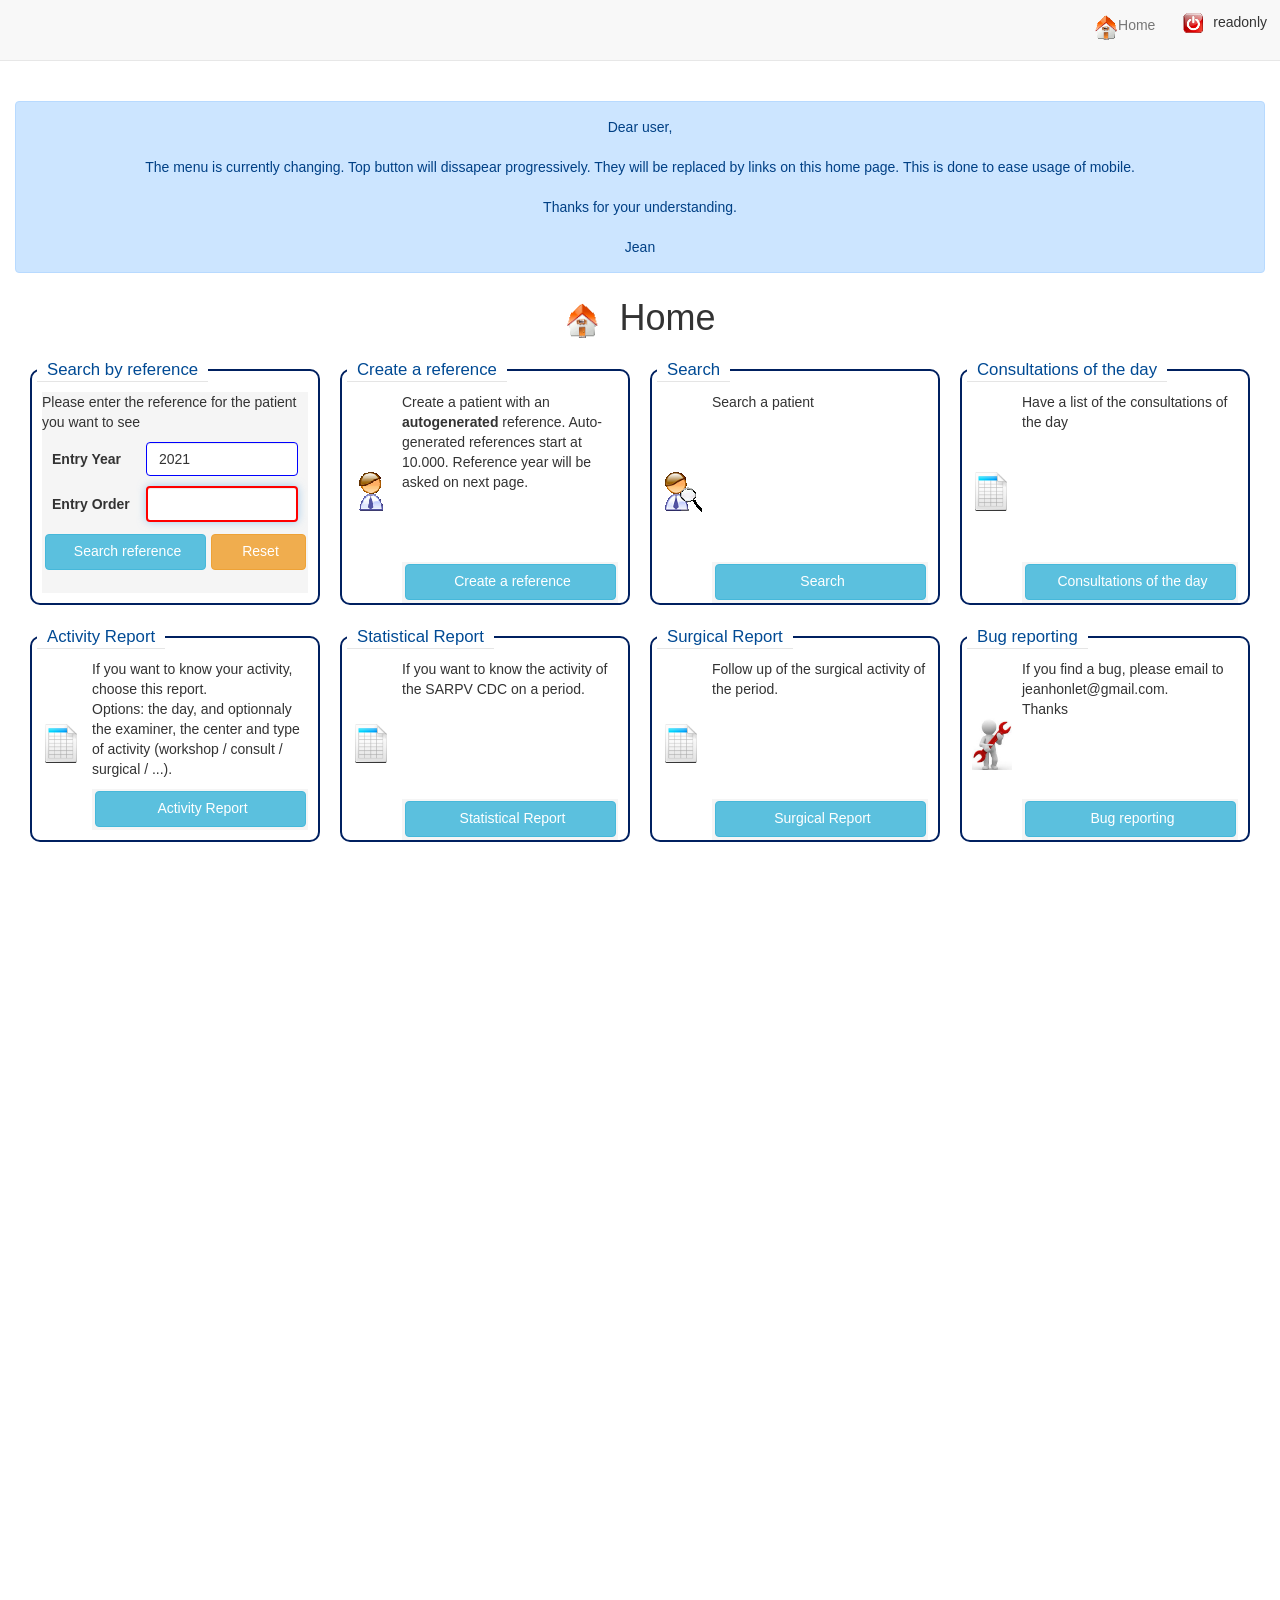 Home
readonly
Dear user,
The menu is currently changing. Top button will dissapear progressively. They will be replaced by links on this home page. This is done to ease usage of mobile.
Thanks for your understanding.
Jean
Home
Search by reference
Please enter the reference for the patient
you want to see
Entry Year
2021
Entry Order
Search reference
Reset
Create a reference
Create a patient with an
autogenerated reference. Auto-
generated references start at
10.000. Reference year will be
asked on next page.
Create a reference
Search
Search a patient
Search
Consultations of the day
Have a list of the consultations of
the day
Consultations of the day
Activity Report
If you want to know your activity,
choose this report.
Options: the day, and optionnaly
the examiner, the center and type
of activity (workshop / consult /
surgical / ...).
Activity Report
Statistical Report
If you want to know the activity of
the SARPV CDC on a period.
Statistical Report
Surgical Report
Follow up of the surgical activity of
the period.
Surgical Report
Bug reporting
If you find a bug, please email to
jeanhonlet@gmail.com.
Thanks
Bug reporting